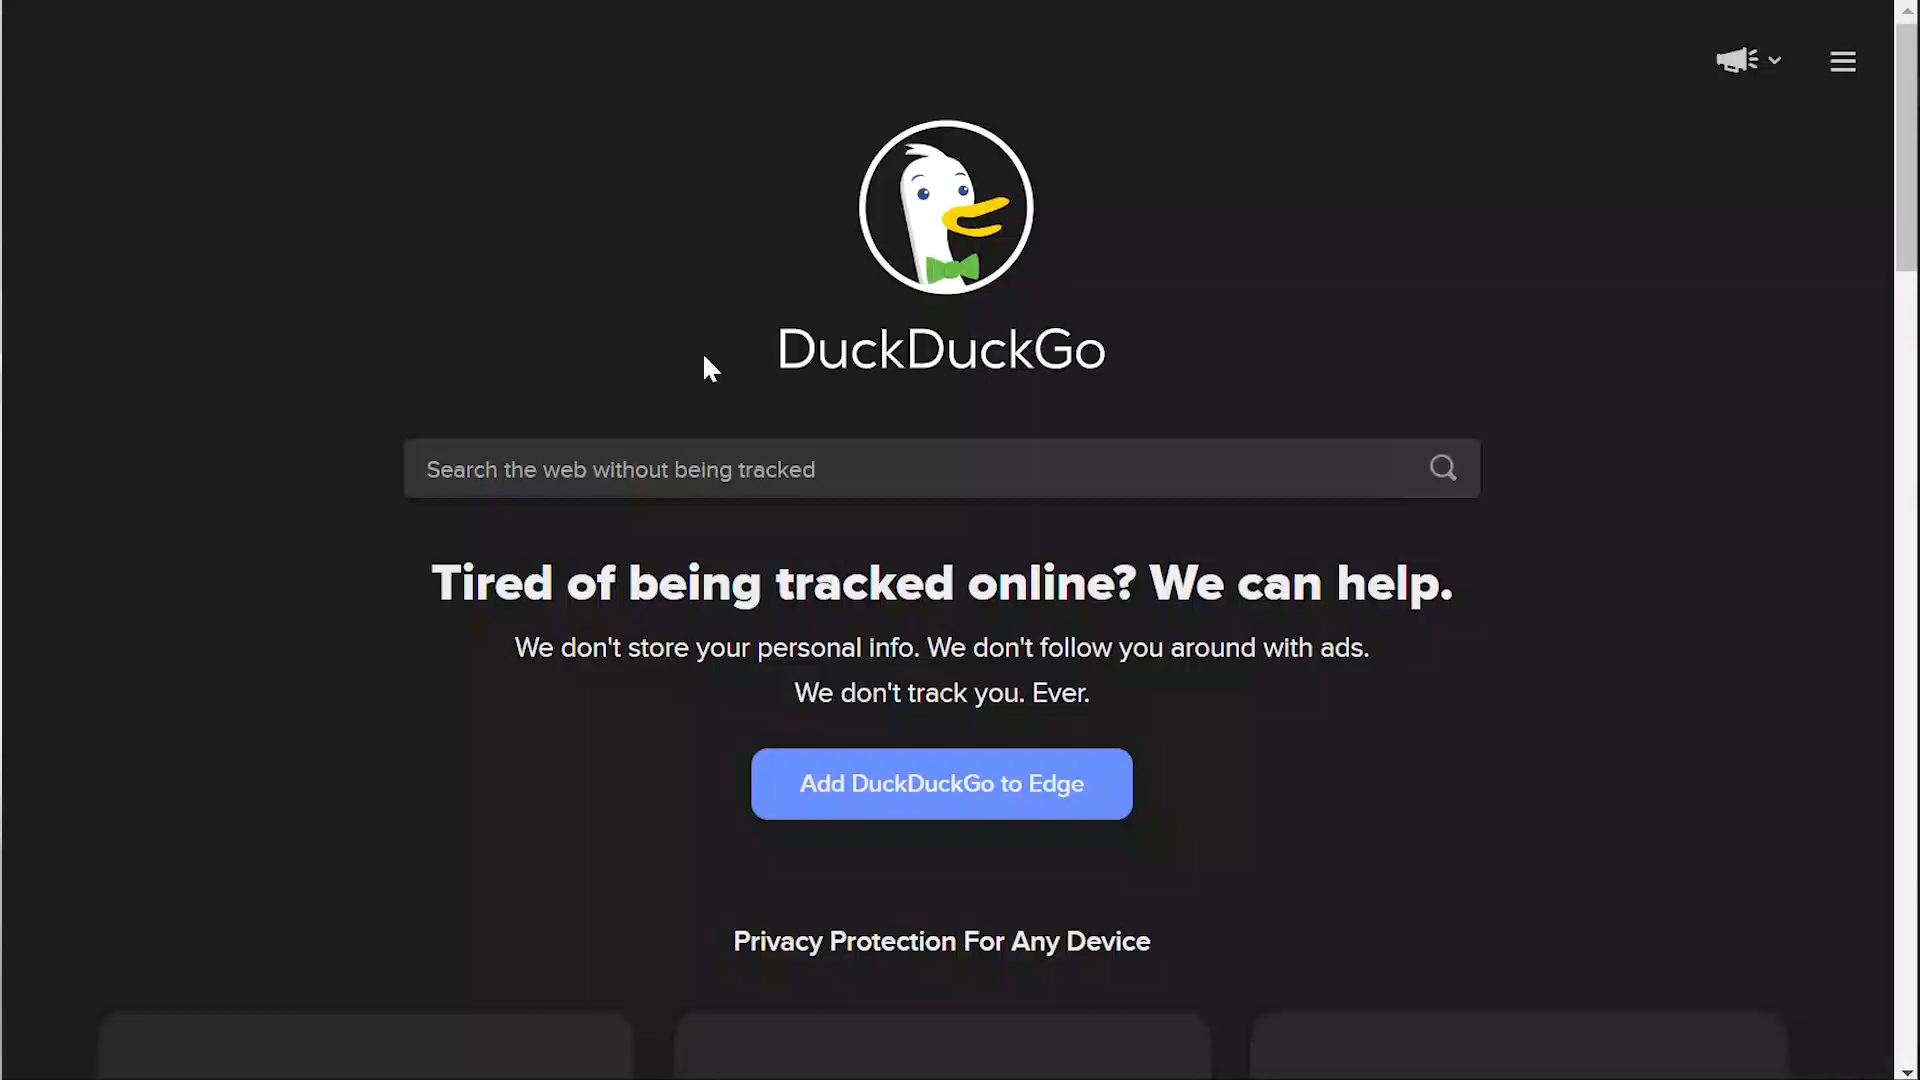 DuckDuckGo
Search the web without being tracked
Tired of being tracked online? We can help.
We don't store your personal info. We don't follow you around with ads.
We don't track you. Ever.
Add DuckDuckGo to Edge
Privacy Protection For Any Device